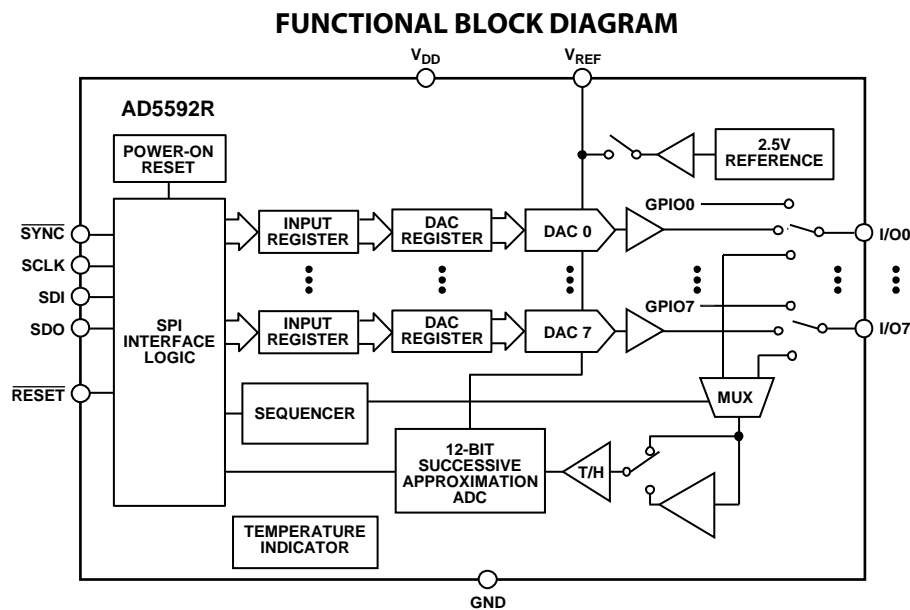 FUNCTIONAL BLOCK DIAGRAM
VDD
VREF
AD5592R
POWER-ON
RESET
2.5V
REFERENCE
SYNC
SCLK
SDI
SDO
RESET
SPI
INTERFACE
LOGIC
INPUT
REGISTER
DAC
REGISTER
DAC 0
GPIO0
I/O0
INPUT
REGISTER
DAC
REGISTER
DAC 7
GPIO7
I/O7
SEQUENCER
MUX
12-BIT
SUCCESSIVE
APPROXIMATION
ADC
T/H
TEMPERATURE
INDICATOR
GND